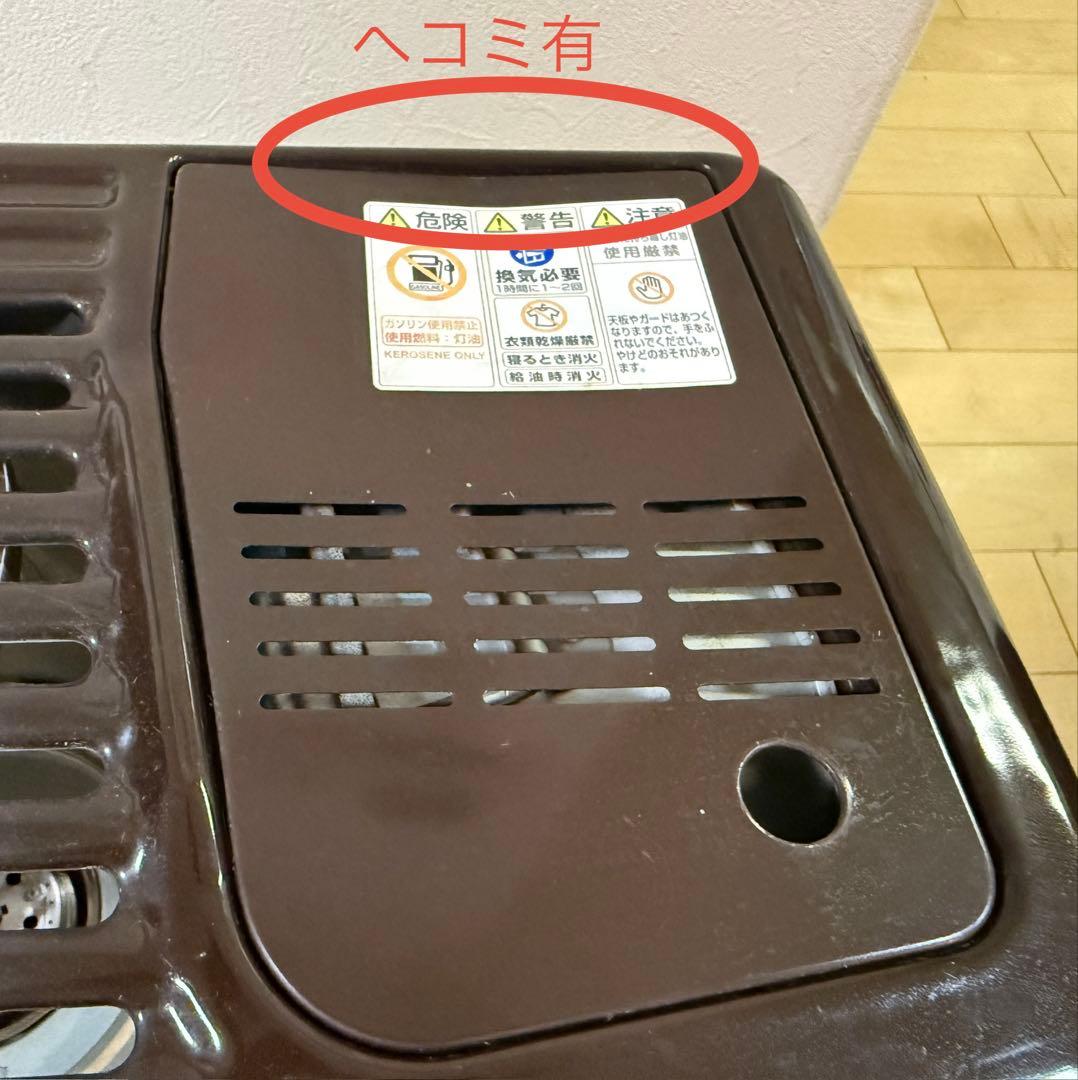 ヘコミ有
危険
警告
注意
使用厳禁
GASOLINE
ガソリン使用禁止
使用燃料：灯油
KEROSENE ONLY
換気必要
1時間に1〜2回
衣類乾燥厳禁
寝るとき消火
給油時消火
天板やガードはあつく
なりますので、手をふ
れないでください。
やけどのおそれがあり
ます。